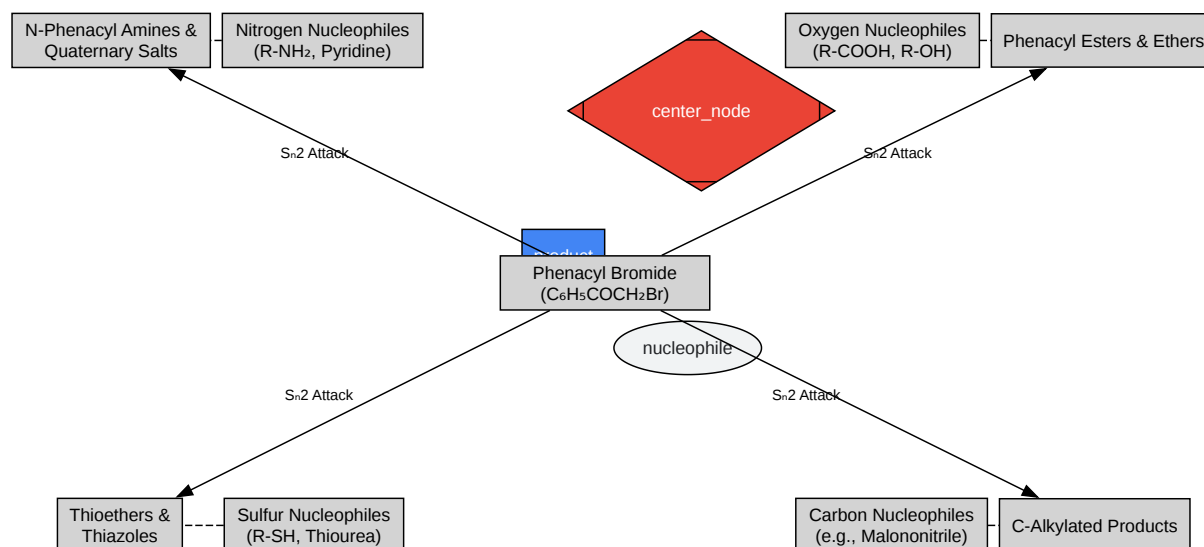 N-Phenacyl Amines &
Quaternary Salts
Nitrogen Nucleophiles
(R-NH₂, Pyridine)
Oxygen Nucleophiles
(R-COOH, R-OH)
Phenacyl Esters & Ethers
center_node
Sₙ2 Attack
Sₙ2 Attack
product
Phenacyl Bromide
(C₆H₅COCH₂Br)
nucleophile
Sₙ2 Attack
Sₙ2 Attack
Thioethers &
Thiazoles
Sulfur Nucleophiles
(R-SH, Thiourea)
Carbon Nucleophiles
(e.g., Malononitrile)
C-Alkylated Products